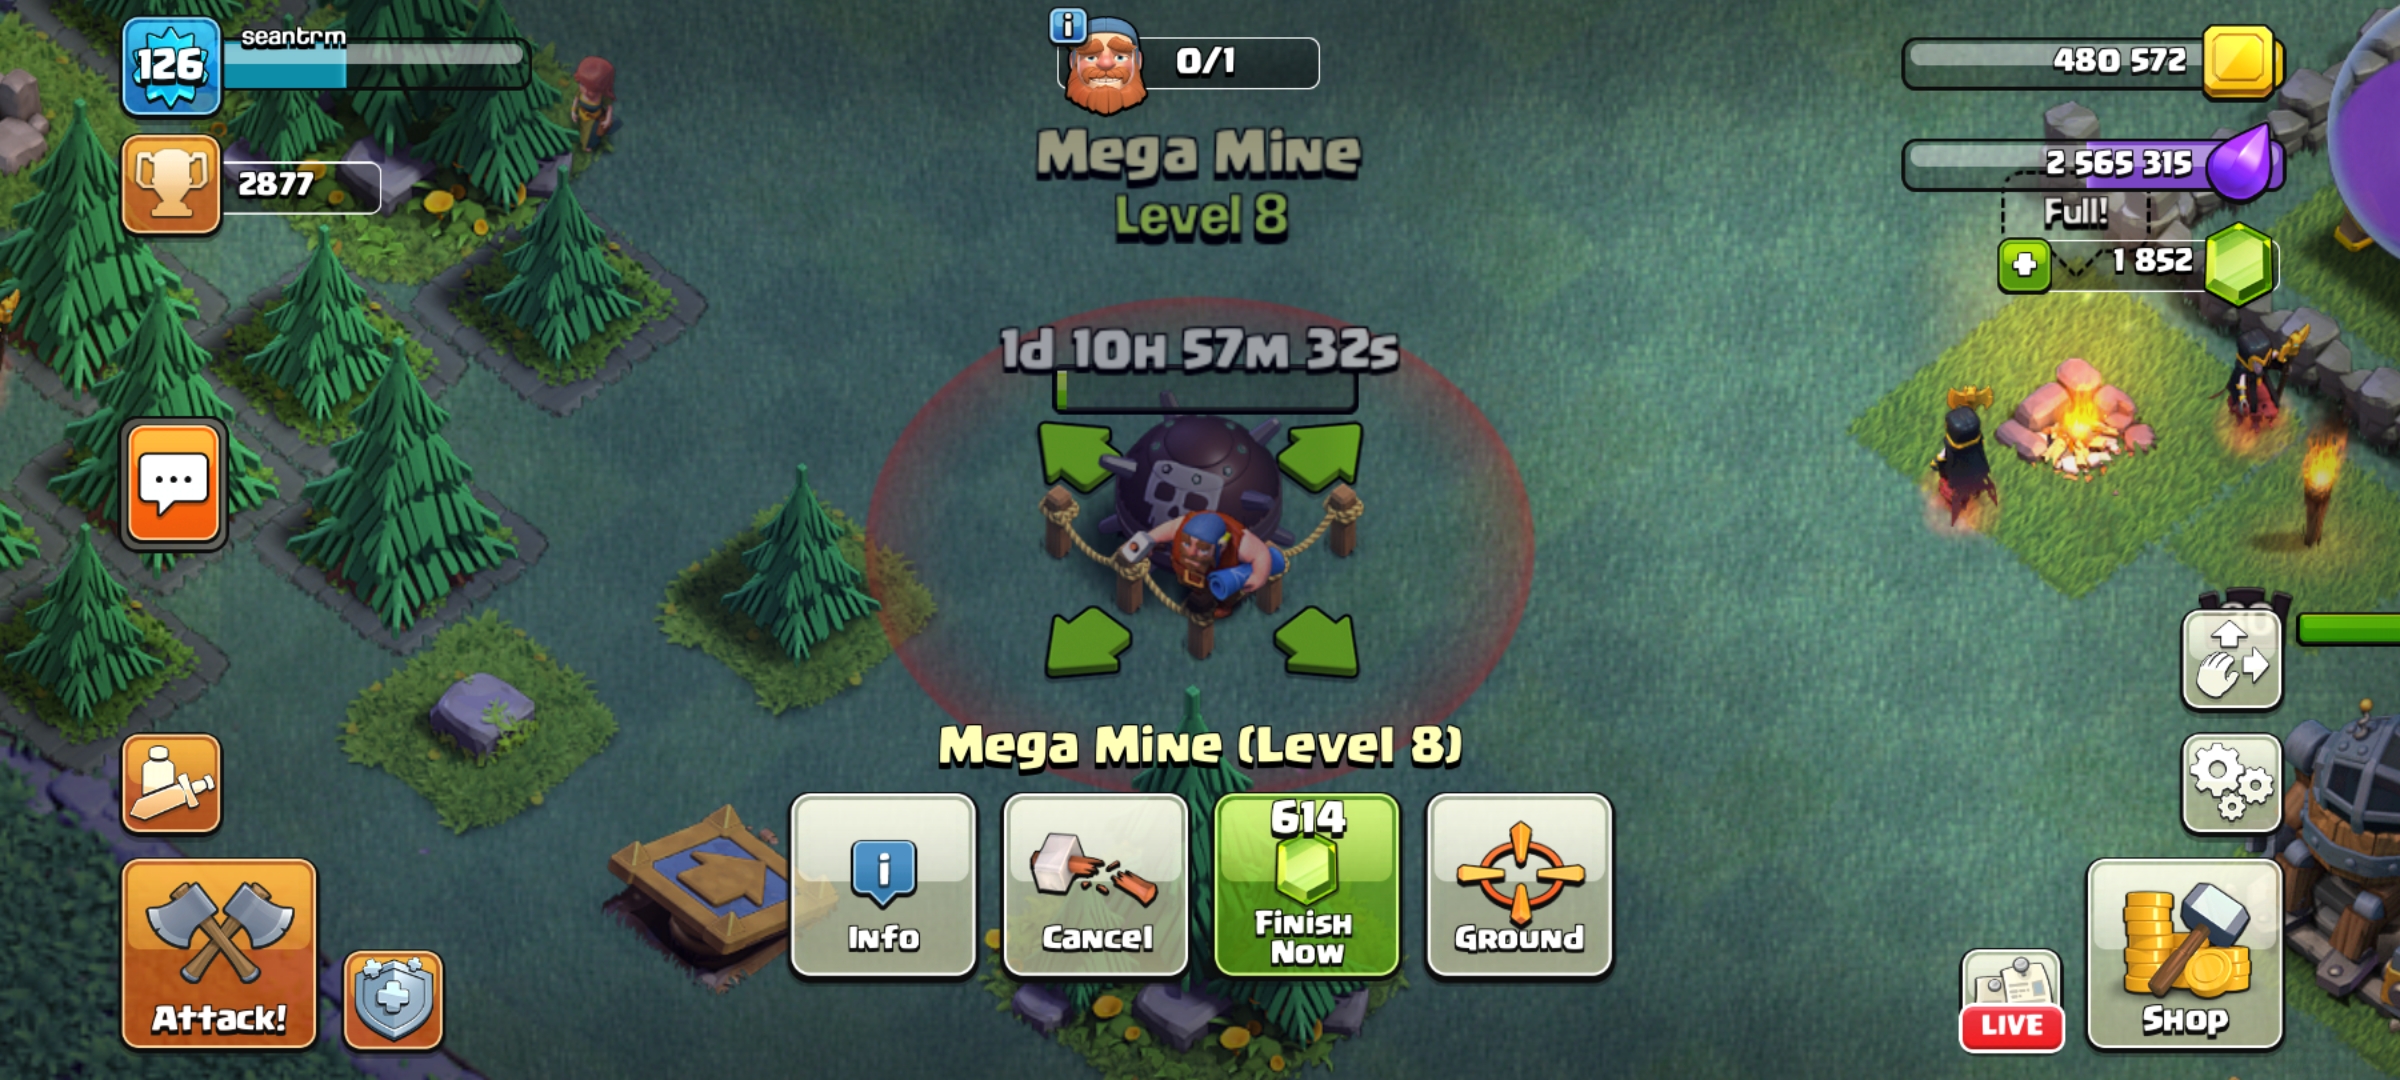 seantrm
126
2877
0/1
Mega Mine
Level 8
480 572
2 565 315
Full!
1 852
1d 10H 57M 32s
Mega Mine (Level 8)
Info
Cancel
614
Finish
Now
Ground
Attack!
LIVE
Shop